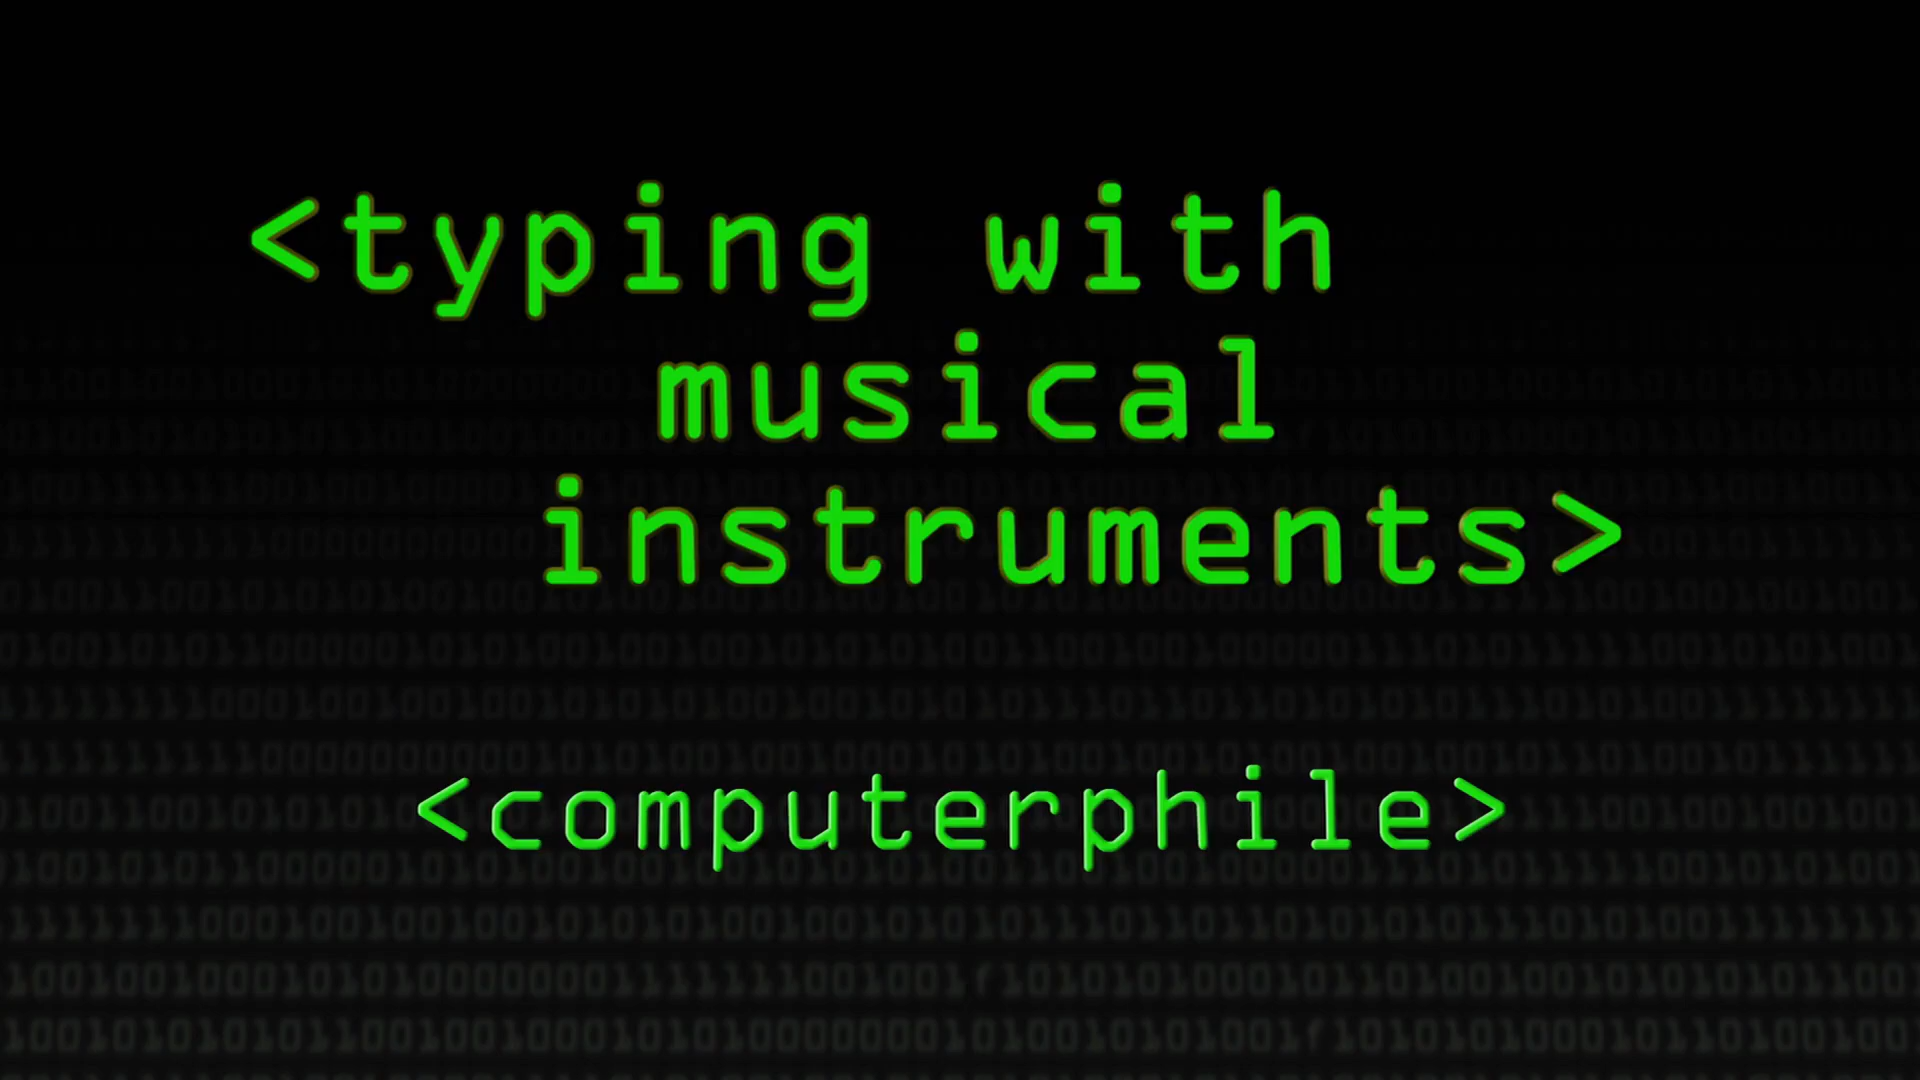 <typing with
musical
instruments>
<computerphile>